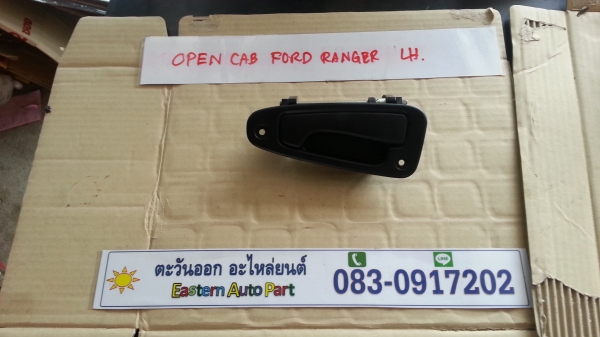 OPEN CAB FORD RANGER LH.
ตะวันออก อะไหล่ยนต์
Eastern Auto Part
LINE
083-0917202